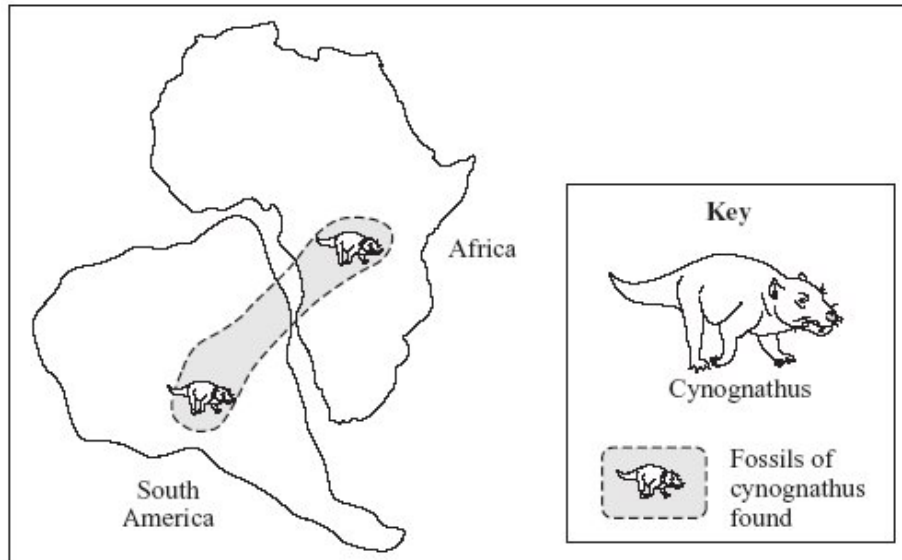 Africa
South
America
Key
Cynognathus
Fossils of
cynognathus
found